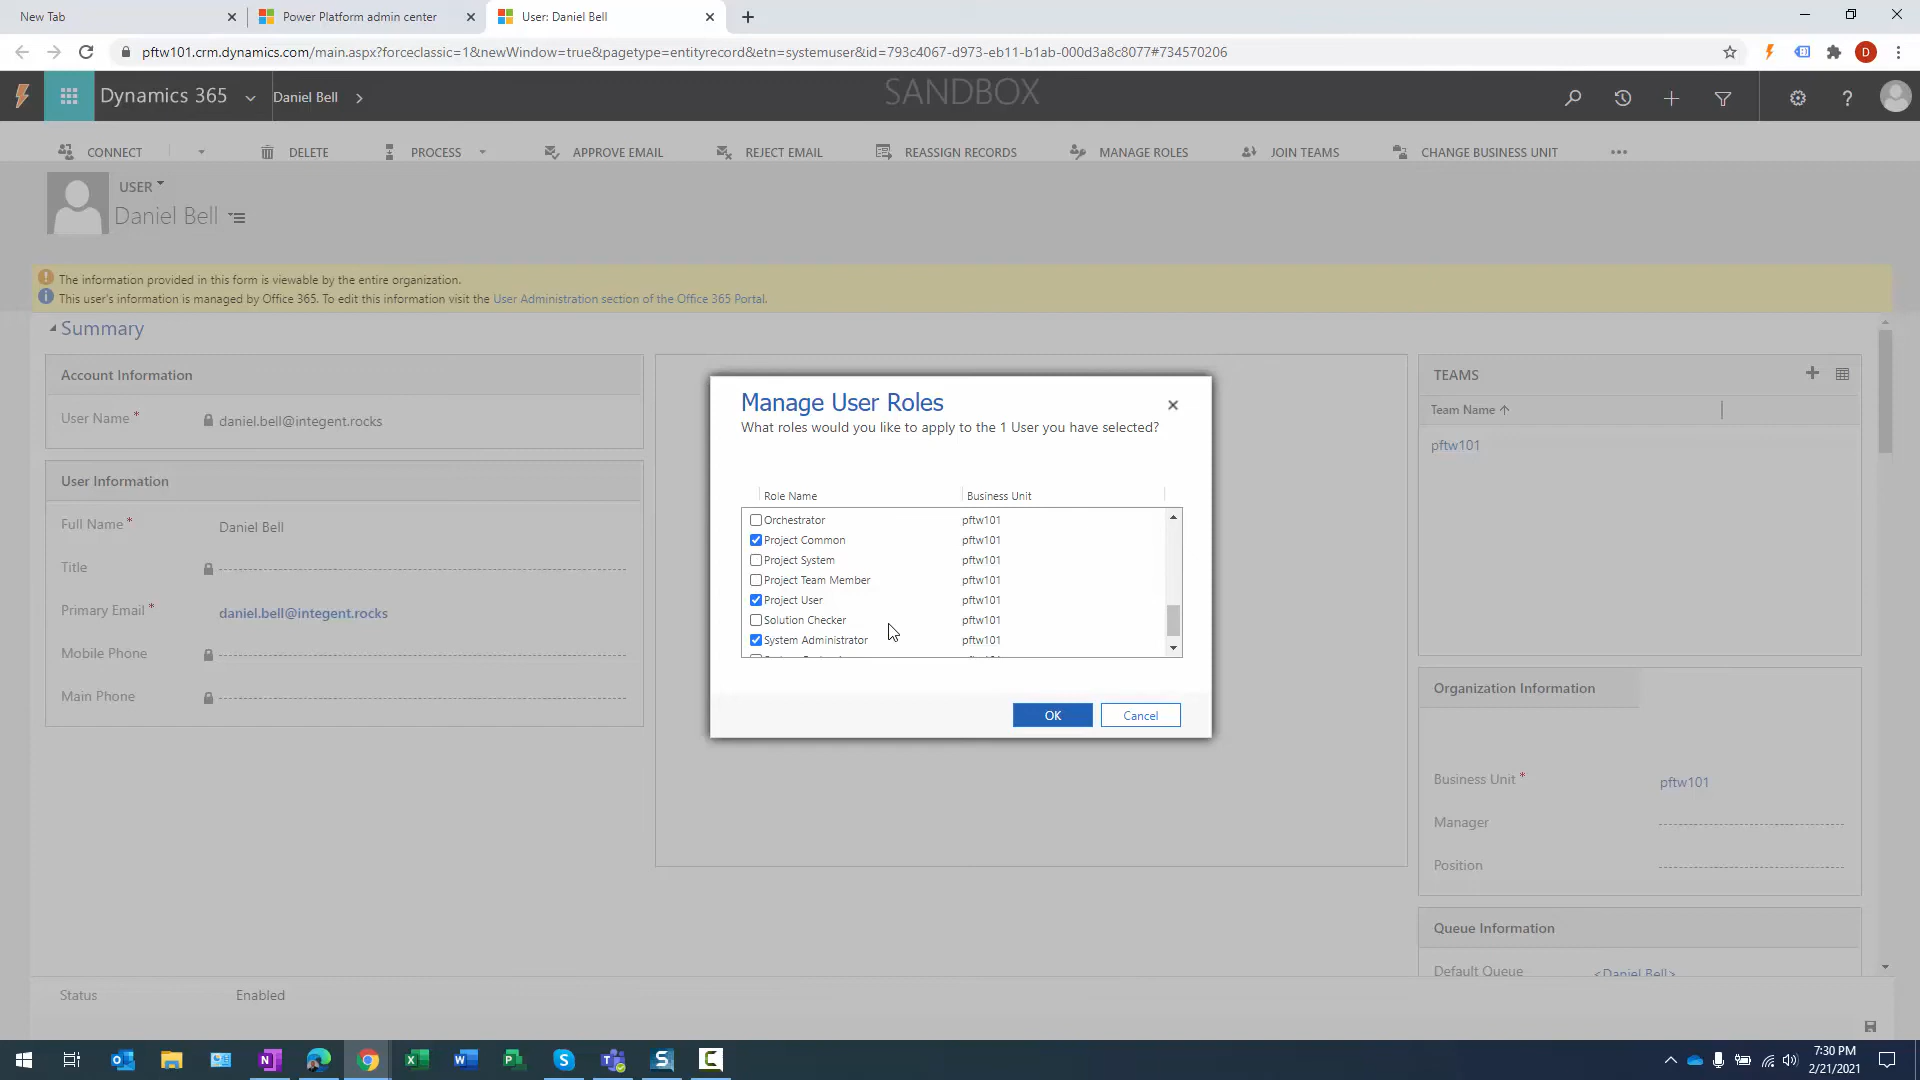 New Tab
Power Platform admin center
User: Daniel Bell
pftw101.crm.dynamics.com/main.aspx?forceclassic=1&newWindow=true&pagetype=entityrecord&etn=systemuser&id=793c4067-d973-eb11-b1ab-000d3a8c8077#734570206
D
Dynamics 365
Daniel Bell
SANDBOX
CONNECT
DELETE
PROCESS
APPROVE EMAIL
REJECT EMAIL
REASSIGN RECORDS
MANAGE ROLES
JOIN TEAMS
CHANGE BUSINESS UNIT
USER
Daniel Bell
The information provided in this form is viewable by the entire organization.
This user's information is managed by Office 365. To edit this information visit the User Administration section of the Office 365 Portal.
Summary
Account Information
User Name *
daniel.bell@integent.rocks
User Information
Full Name *
Daniel Bell
Title
Primary Email *
daniel.bell@integent.rocks
Mobile Phone
Main Phone
Manage User Roles
What roles would you like to apply to the 1 User you have selected?
Role Name Business Unit
Orchestrator pftw101
Project Common pftw101
Project System pftw101
Project Team Member pftw101
Project User pftw101
Solution Checker pftw101
System Administrator pftw101
OK
Cancel
TEAMS
Team Name
pftw101
Organization Information
Business Unit *
pftw101
Manager
Position
Queue Information
Default Queue
<Daniel Bell>
Status
Enabled
7:30 PM
2/21/2021